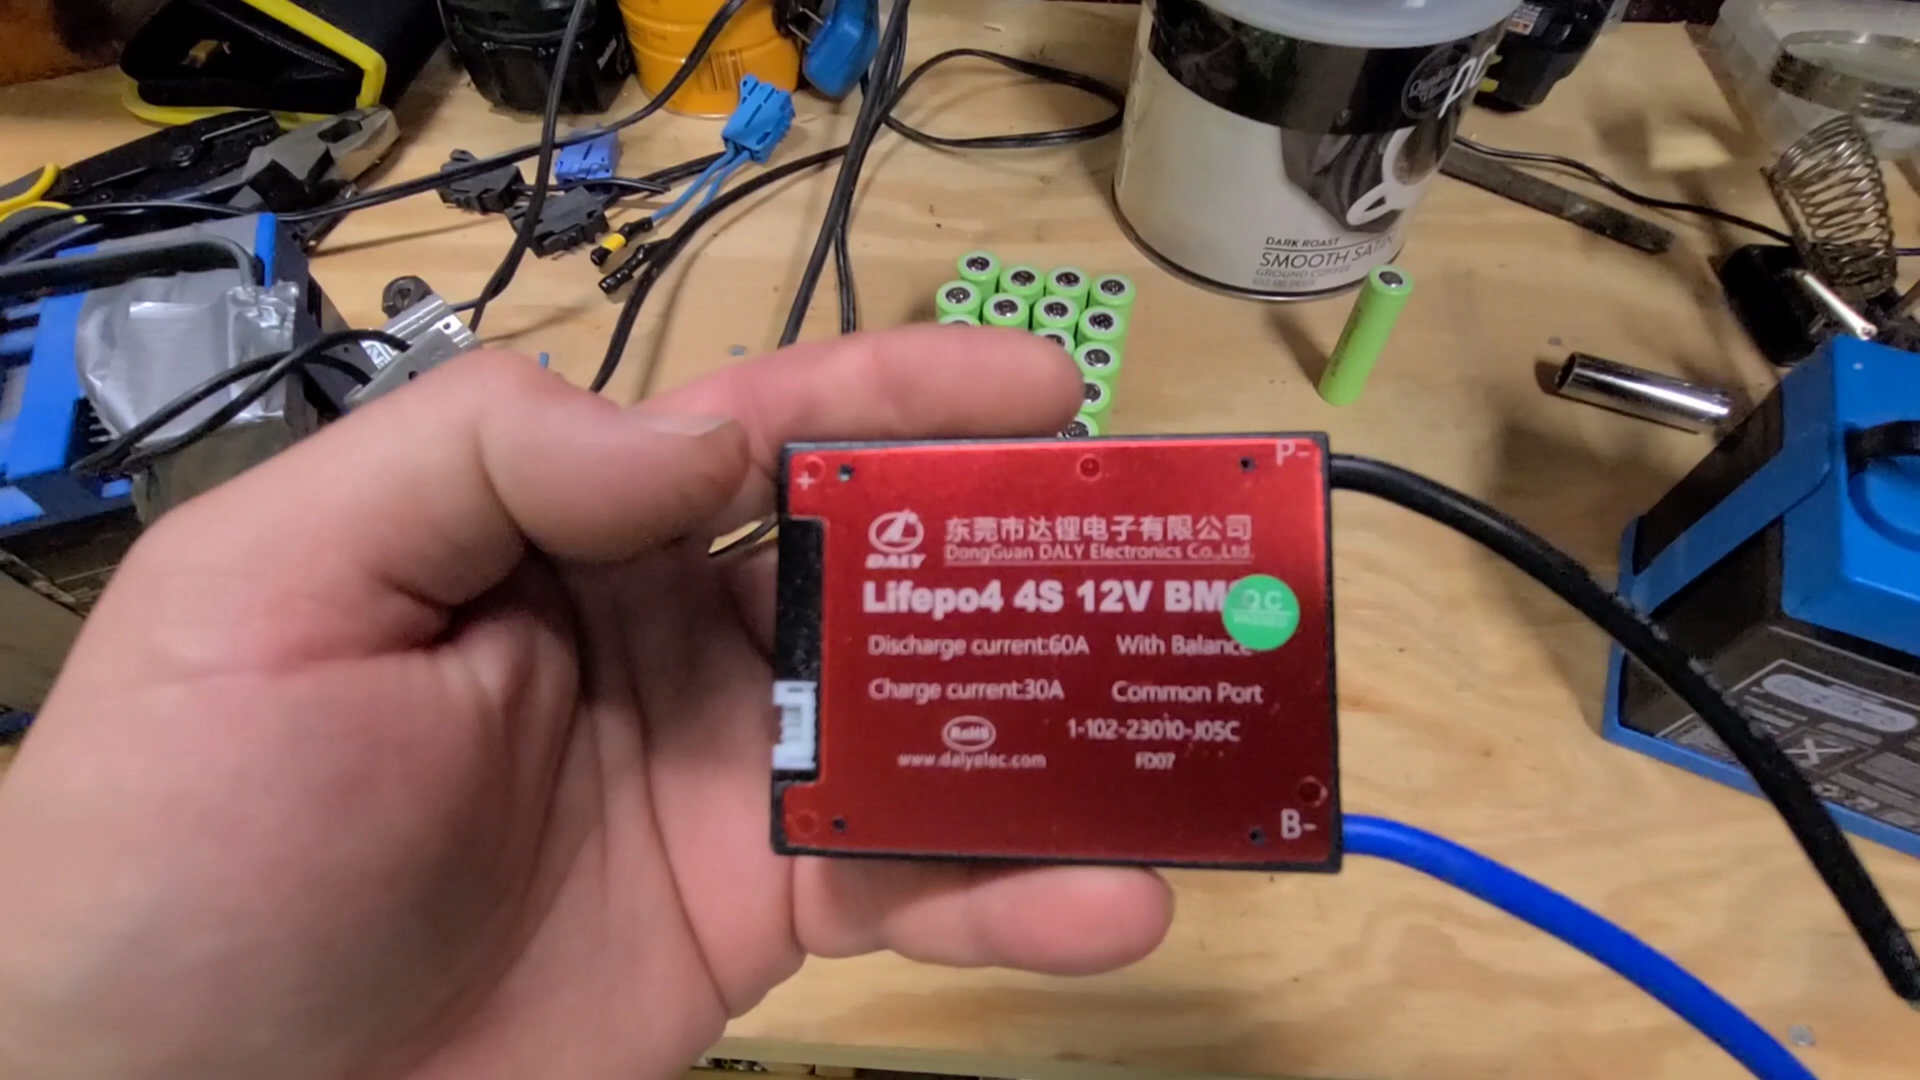 DARK ROAST
SMOOTH
GROUND COFFEE
P-
+
DALY
东莞市达锂电子有限公司
DongGuan DALY Electronics Co.,Ltd.
Lifepo4 4S 12V
QC
Discharge current:60A With Balance
Charge current:30A Common Port
RoHS
1-102-23010-J05C
www.dalyelec.com
FD07
B-